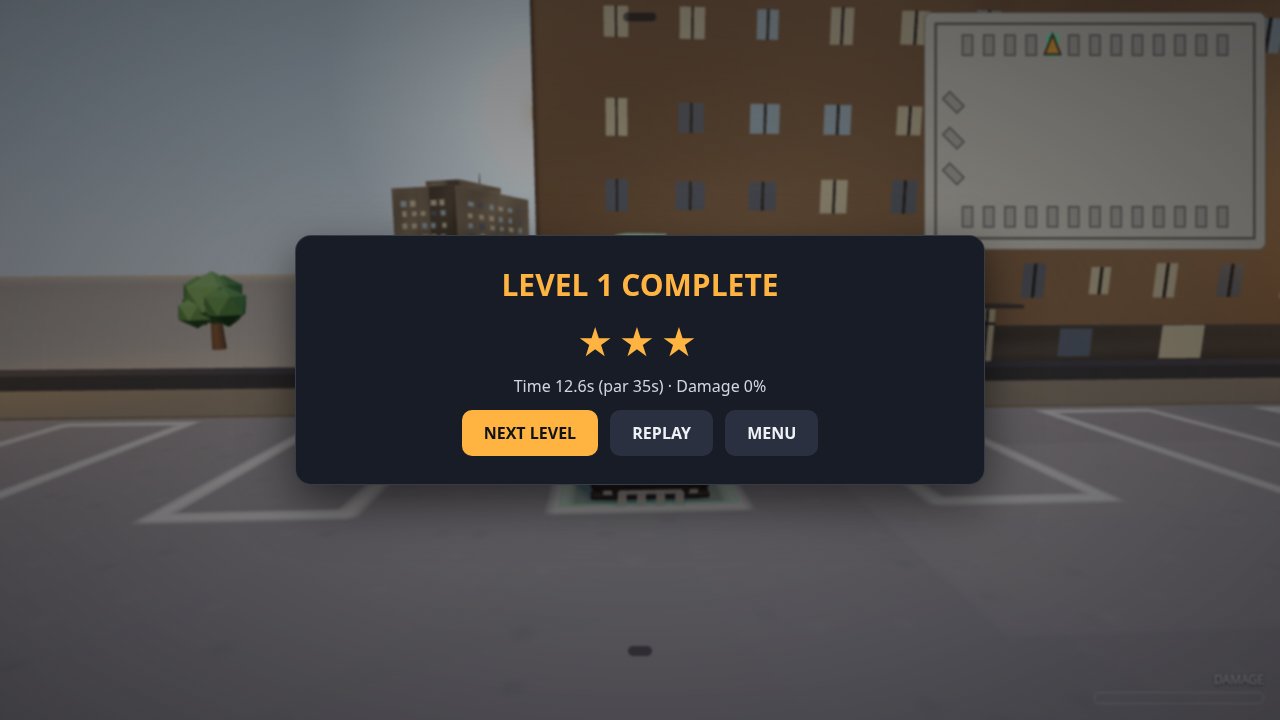 LEVEL 1 COMPLETE
★ ★ ★
Time 12.6s (par 35s) · Damage 0%
NEXT LEVEL
REPLAY
MENU
DAMAGE